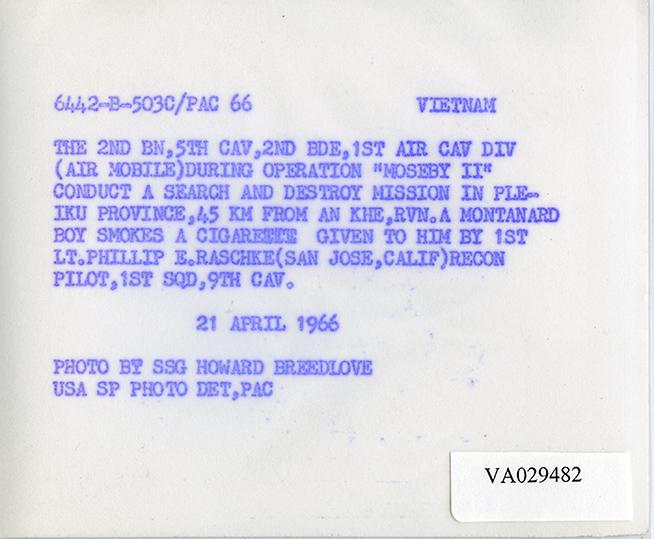 6442-B-503C/PAC 66 VIETNAM
THE 2ND BN,5TH CAV,2ND BDE,1ST AIR CAV DIV
(AIR MOBILE)DURING OPERATION "MOSEBY II"
CONDUCT A SEARCH AND DESTROY MISSION IN PLE-
IKU PROVINCE,45 KM FROM AN KHE,RVN.A MONTANARD
BOY SMOKES A CIGARETTE GIVEN TO HIM BY 1ST
LT.PHILLIP E.RASCHKE(SAN JOSE,CALIF)RECON
PILOT,1ST SQD,9TH CAV.
21 APRIL 1966
PHOTO BY SSG HOWARD BREEDLOVE
USA SP PHOTO DET,PAC
VA029482